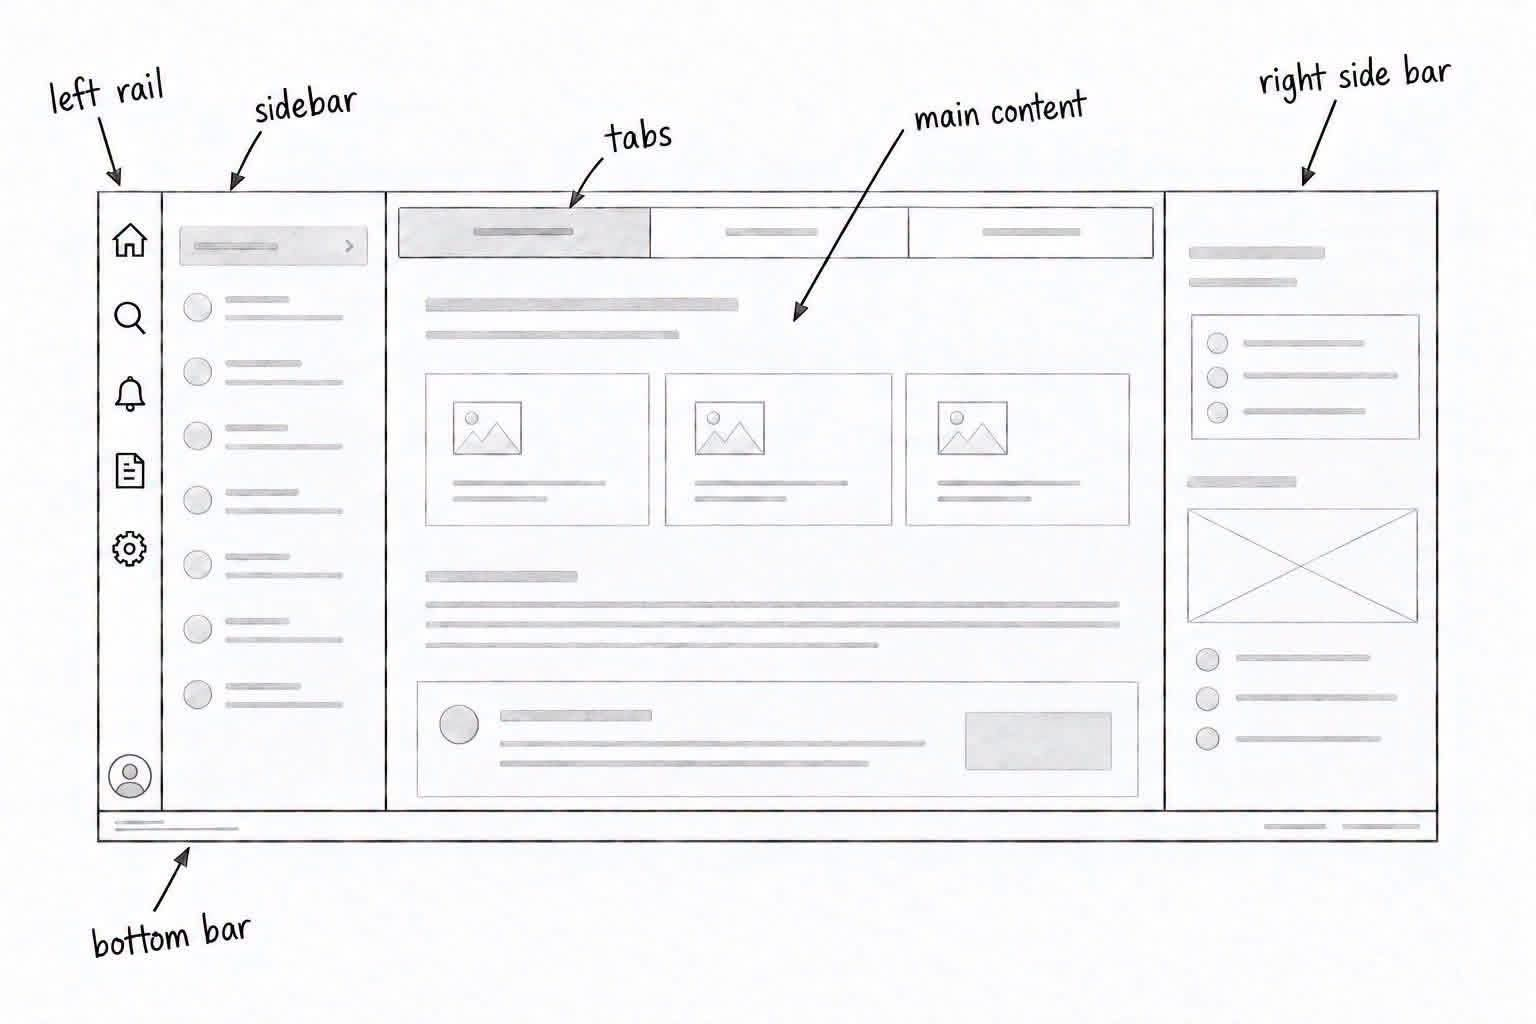 left rail
sidebar
tabs
main content
right side bar
bottom bar